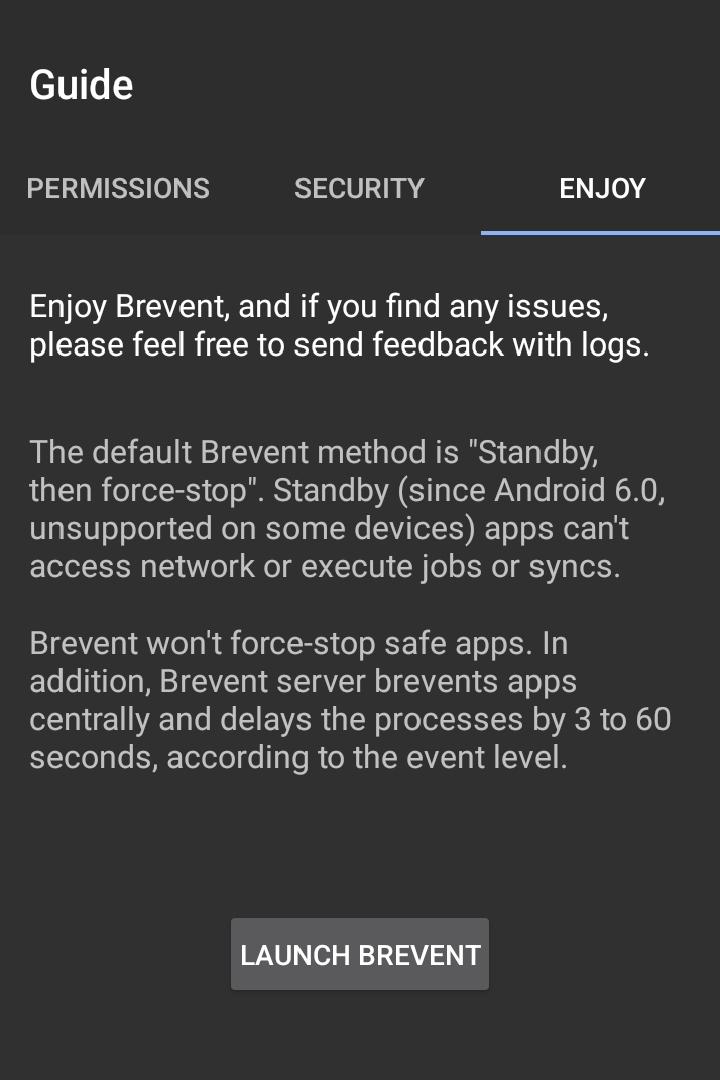 Guide
PERMISSIONS SECURITY ENJOY
Enjoy Brevent, and if you find any issues,
please feel free to send feedback with logs.
The default Brevent method is "Standby,
then force-stop". Standby (since Android 6.0,
unsupported on some devices) apps can't
access network or execute jobs or syncs.
Brevent won't force-stop safe apps. In
addition, Brevent server brevents apps
centrally and delays the processes by 3 to 60
seconds, according to the event level.
LAUNCH BREVENT